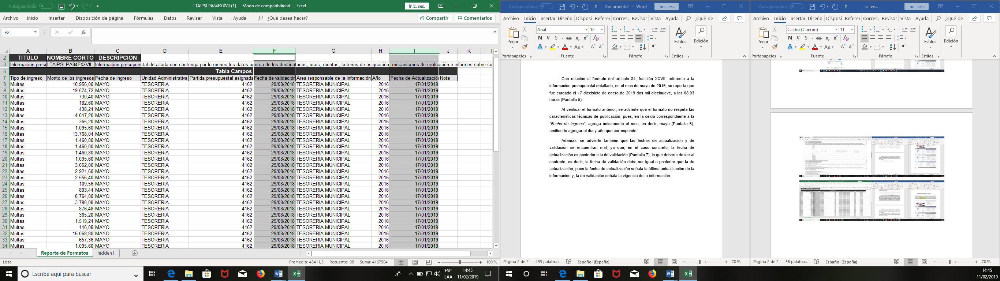 Autoguardado
LTAIPSLPA84FXXVII (1)  -  Modo de compatibilidad  -  Excel
Inic. ses.
Archivo Inicio Insertar Disposición de página Fórmulas Datos Revisar Vista Ayuda ¿Qué desea hacer? Compartir Comentarios
F2 fx
A B C D E F G H I J K
2 TITULO NOMBRE CORTO DESCRIPCION
3 Información presu LTAIPSLPA84FXXVII Información presupuestal detallada que contenga por lo menos los datos acerca de los destinatarios, usos, montos, criterios de asignación, mecanismos de evaluación e informes sobre su
6 Tabla Campos
7 Tipo de ingreso Monto de los ingresos Fecha de ingreso Unidad Administrativa Partida presupuestal asignada Fecha de validación Área responsable de la información Año Fecha de Actualización Nota
8 Multas 10.956,00 MAYO TESORERIA 4162 29/08/2018 TESORERIA MUNICIPAL 2016 17/01/2019
9 Multas 19.574,72 MAYO TESORERIA 4162 29/08/2018 TESORERIA MUNICIPAL 2016 17/01/2019
10 Multas 730,40 MAYO TESORERIA 4162 29/08/2018 TESORERIA MUNICIPAL 2016 17/01/2019
11 Multas 182,60 MAYO TESORERIA 4162 29/08/2018 TESORERIA MUNICIPAL 2016 17/01/2019
12 Multas 438,24 MAYO TESORERIA 4162 29/08/2018 TESORERIA MUNICIPAL 2016 17/01/2019
13 Multas 4.017,20 MAYO TESORERIA 4162 29/08/2018 TESORERIA MUNICIPAL 2016 17/01/2019
14 Multas 365,20 MAYO TESORERIA 4162 29/08/2018 TESORERIA MUNICIPAL 2016 17/01/2019
15 Multas 1.095,60 MAYO TESORERIA 4162 29/08/2018 TESORERIA MUNICIPAL 2016 17/01/2019
16 Multas 13.768,04 MAYO TESORERIA 4162 29/08/2018 TESORERIA MUNICIPAL 2016 17/01/2019
17 Multas 1.460,80 MAYO TESORERIA 4162 29/08/2018 TESORERIA MUNICIPAL 2016 17/01/2019
18 Multas 1.460,80 MAYO TESORERIA 4162 29/08/2018 TESORERIA MUNICIPAL 2016 17/01/2019
19 Multas 1.460,80 MAYO TESORERIA 4162 29/08/2018 TESORERIA MUNICIPAL 2016 17/01/2019
20 Multas 1.095,60 MAYO TESORERIA 4162 29/08/2018 TESORERIA MUNICIPAL 2016 17/01/2019
21 Multas 3.652,00 MAYO TESORERIA 4162 29/08/2018 TESORERIA MUNICIPAL 2016 17/01/2019
22 Multas 2.921,60 MAYO TESORERIA 4162 29/08/2018 TESORERIA MUNICIPAL 2016 17/01/2019
23 Multas 2.556,40 MAYO TESORERIA 4162 29/08/2018 TESORERIA MUNICIPAL 2016 17/01/2019
24 Multas 109,56 MAYO TESORERIA 4162 29/08/2018 TESORERIA MUNICIPAL 2016 17/01/2019
25 Multas 803,44 MAYO TESORERIA 4162 29/08/2018 TESORERIA MUNICIPAL 2016 17/01/2019
26 Multas 8.764,80 MAYO TESORERIA 4162 29/08/2018 TESORERIA MUNICIPAL 2016 17/01/2019
27 Multas 3.798,08 MAYO TESORERIA 4162 29/08/2018 TESORERIA MUNICIPAL 2016 17/01/2019
28 Multas 876,48 MAYO TESORERIA 4162 29/08/2018 TESORERIA MUNICIPAL 2016 17/01/2019
29 Multas 365,20 MAYO TESORERIA 4162 29/08/2018 TESORERIA MUNICIPAL 2016 17/01/2019
30 Multas 1.519,24 MAYO TESORERIA 4162 29/08/2018 TESORERIA MUNICIPAL 2016 17/01/2019
31 Multas 146,08 MAYO TESORERIA 4162 29/08/2018 TESORERIA MUNICIPAL 2016 17/01/2019
32 Multas 16.068,80 MAYO TESORERIA 4162 29/08/2018 TESORERIA MUNICIPAL 2016 17/01/2019
33 Multas 657,36 MAYO TESORERIA 4162 29/08/2018 TESORERIA MUNICIPAL 2016 17/01/2019
34 Multas 1.095,60 MAYO TESORERIA 4162 29/08/2018 TESORERIA MUNICIPAL 2016 17/01/2019
Reporte de Formatos hidden1
Listo Promedio: 43411,5 Recuento: 98 Suma: 4167504 100 %
Escribe aquí para buscar
ESP 14:45
LAA 11/02/2019
Autoguardado Documento1 - Word Inic. ses.
Archivo Inicio Insertar Diseño Disposi Referer Corresp Revisar Vista Ayuda ¿Qué de
Arial 12
Pegar N K S ab x₂ x² Estilos Edición
Aa
Portapapeles Fuente Párrafo Estilos
Con relación al formato del artículo 84, fracción XXVII, referente a la
información presupuestal detallada, en el mes de mayo de 2016, se reporta que
fue cargado el 17 diecisiete de enero de 2019 dos mil diecinueve, a las 08:03
horas (Pantalla 5).
Al verificar el formato anterior, se advierte que el formato no respeta las
características técnicas de publicación, pues, en la celda correspondiente a la
“Fecha de ingreso”, agrega únicamente el mes, es decir, mayo (Pantalla 6),
omitiendo agregar el día y año que corresponde.
Además, se advierte también que las fechas de actualización y de
validación se encuentran mal, ya que, en el caso concreto, la fecha de
actualización es posterior a la de validación (Pantalla 7), lo que debería de ser al
contrario, es decir, la fecha de validación debe ser igual o posterior que la de
actualización, pues la fecha de actualización señala la última actualización de la
información y, la de validación señala la vigencia de la información.
Página 2 de 2 493 palabras Español (España) 70 %
Autoguardado scree... Inic. ses.
Archivo Inicio Insertar Diseño Disposi Referer Corresp Revisar Vista Ayuda ¿Qué de
Calibri (Cuerpo) 11
Pegar N K S ab x₂ x² Estilos Edición
Aa
Portapapeles Fuente Párrafo Estilos
Página 2 de 2 56 palabras Español (España) 70 %
14:45
11/02/2019